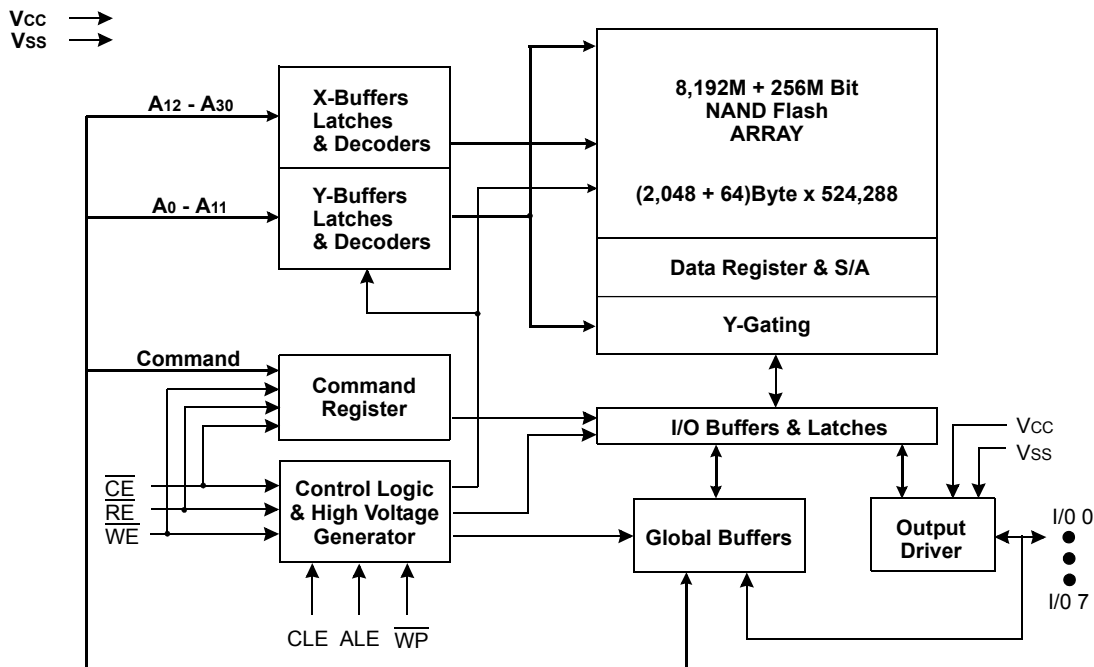 VCC
VSS
A12 - A30
X-Buffers
Latches
& Decoders
A0 - A11
Y-Buffers
Latches
& Decoders
8,192M + 256M Bit
NAND Flash
ARRAY
(2,048 + 64)Byte x 524,288
Data Register & S/A
Y-Gating
Command
Command
Register
I/O Buffers & Latches
VCC
VSS
CE
RE
WE
Control Logic
& High Voltage
Generator
Global Buffers
Output
Driver
I/0 0
I/0 7
CLE
ALE
WP